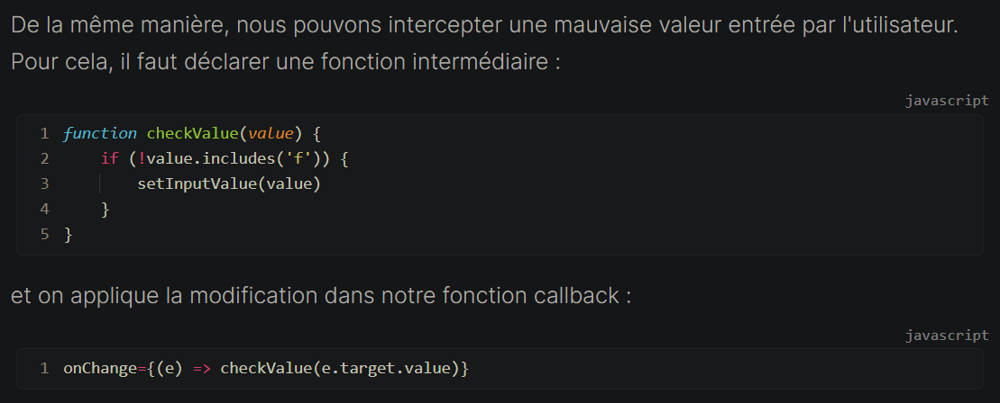 De la même manière, nous pouvons intercepter une mauvaise valeur entrée par l'utilisateur.
Pour cela, il faut déclarer une fonction intermédiaire :
javascript
1 function checkValue(value) {
2     if (!value.includes('f')) {
3         setInputValue(value)
4     }
5 }
et on applique la modification dans notre fonction callback :
javascript
1 onChange={(e) => checkValue(e.target.value)}